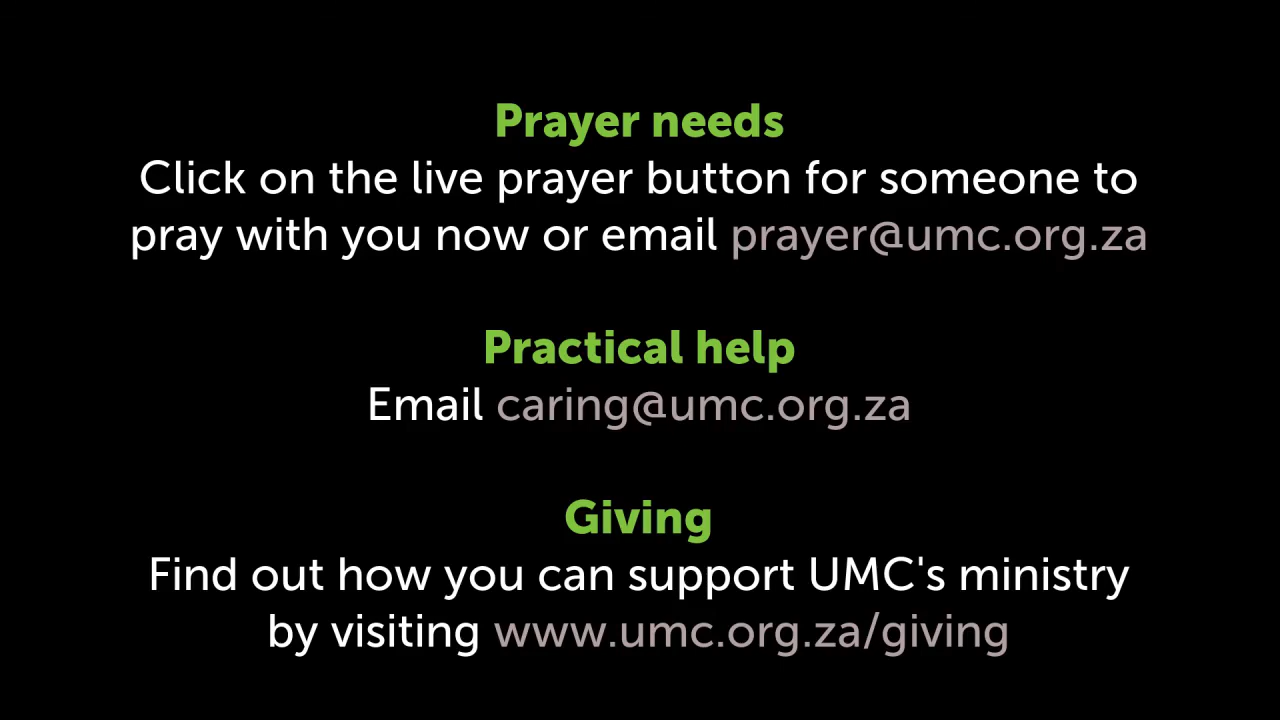 Prayer needs
Click on the live prayer button for someone to
pray with you now or email prayer@umc.org.za
Practical help
Email caring@umc.org.za
Giving
Find out how you can support UMC's ministry
by visiting www.umc.org.za/giving